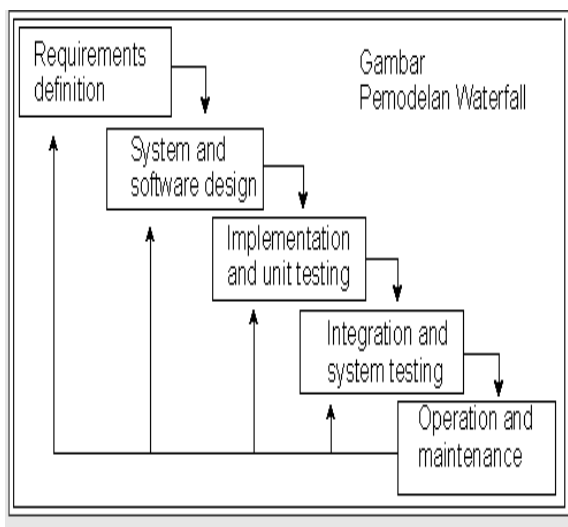 Requirements
definition
Gambar
Pemodelan Waterfall
System and
software design
Implementation
and unit testing
Integration and
system testing
Operation and
maintenance